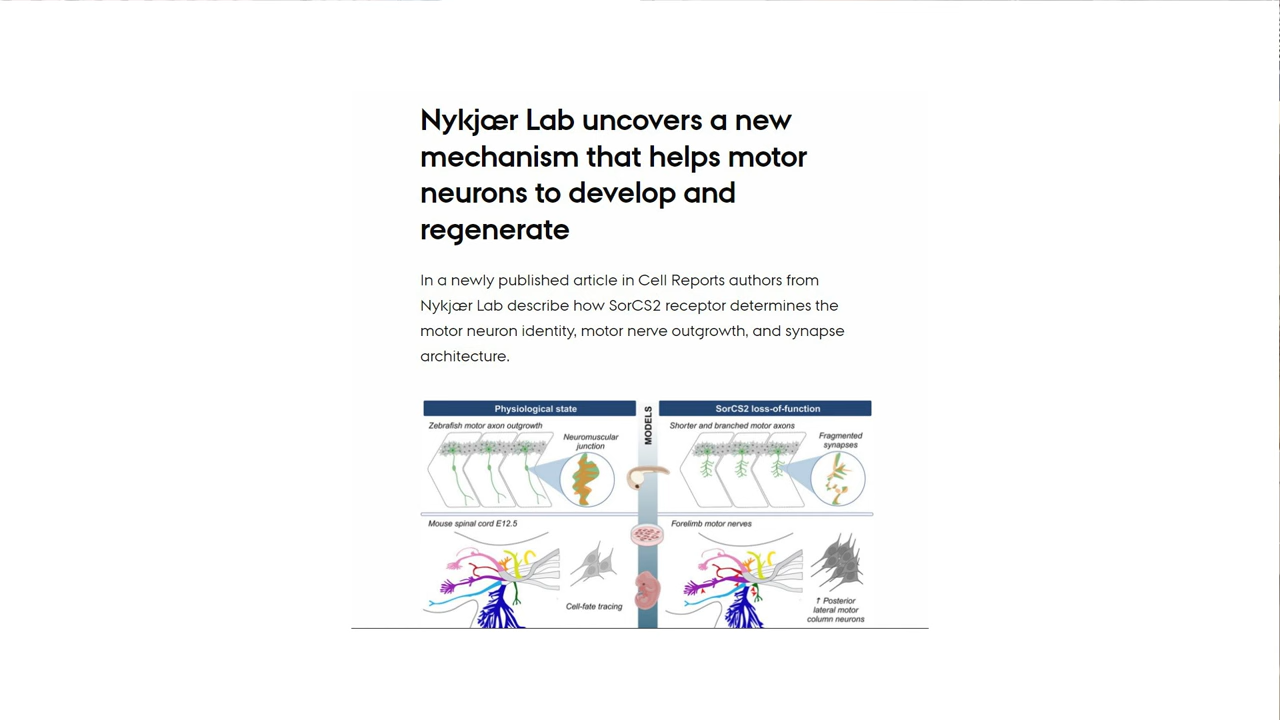 Nykjær Lab uncovers a new
mechanism that helps motor
neurons to develop and
regenerate
In a newly published article in Cell Reports authors from
Nykjær Lab describe how SorCS2 receptor determines the
motor neuron identity, motor nerve outgrowth, and synapse
architecture.
Physiological state
MODELS
SorCS2 loss-of-function
Zebrafish motor axon outgrowth
Neuromuscular
junction
Shorter and branched motor axons
Fragmented
synapses
Mouse spinal cord E12.5
Cell-fate tracing
Forelimb motor nerves
↑ Posterior
lateral motor
column neurons